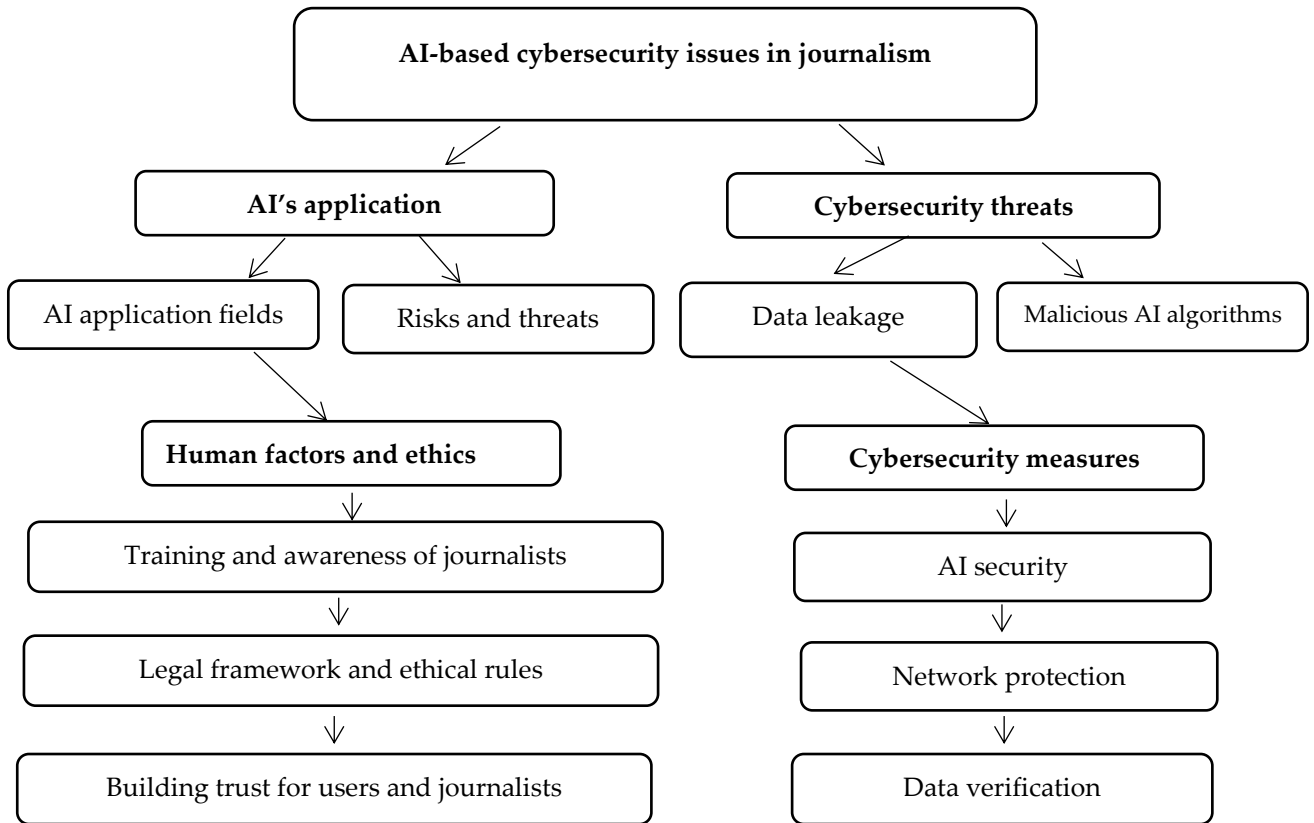 AI-based cybersecurity issues in journalism
AI’s application
Cybersecurity threats
AI application fields
Risks and threats
Data leakage
Malicious AI algorithms
Human factors and ethics
Cybersecurity measures
Training and awareness of journalists
AI security
Legal framework and ethical rules
Network protection
Building trust for users and journalists
Data verification